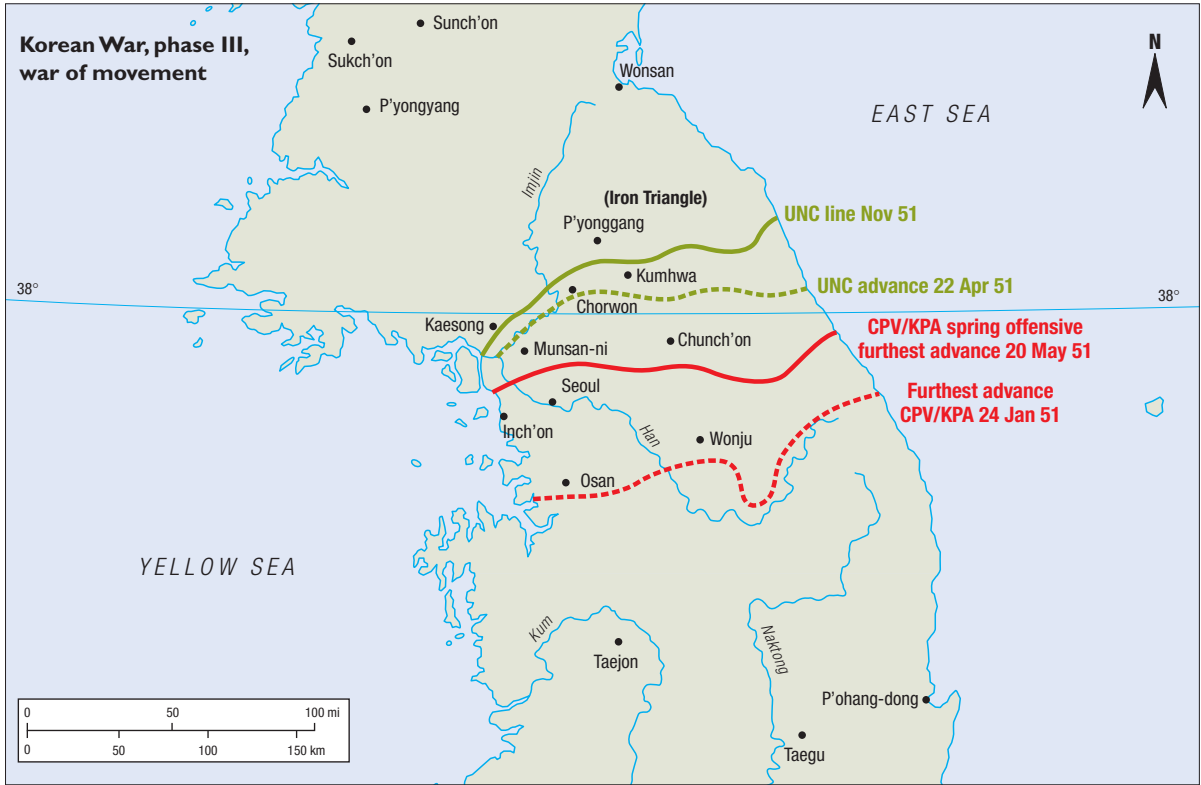 Korean War, phase III,
war of movement
Sunch'on
Sukch'on
P'yongyang
Wonsan
N
EAST SEA
Imjin
(Iron Triangle)
P'yonggang
UNC line Nov 51
Kumhwa
UNC advance 22 Apr 51
38°
38°
Chorwon
Kaesong
CPV/KPA spring offensive
furthest advance 20 May 51
Munsan-ni
Chunch'on
Seoul
Furthest advance
CPV/KPA 24 Jan 51
Inch'on
Han
Wonju
Osan
YELLOW SEA
Kum
Taejon
Naktong
P'ohang-dong
Taegu
0 50 100 mi
0 50 100 150 km